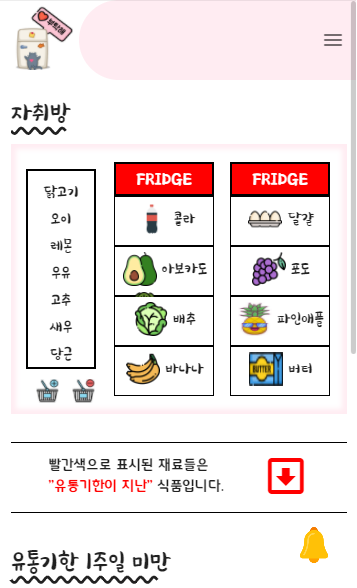 부탁해
자취방
닭고기
오이
레몬
우유
고추
새우
당근
FRIDGE
콜라
아보카도
배추
바나나
FRIDGE
달걀
포도
파인애플
BUTTER
버터
빨간색으로 표시된 재료들은
"유통기한이 지난" 식품입니다.
유통기한 1주일 미만